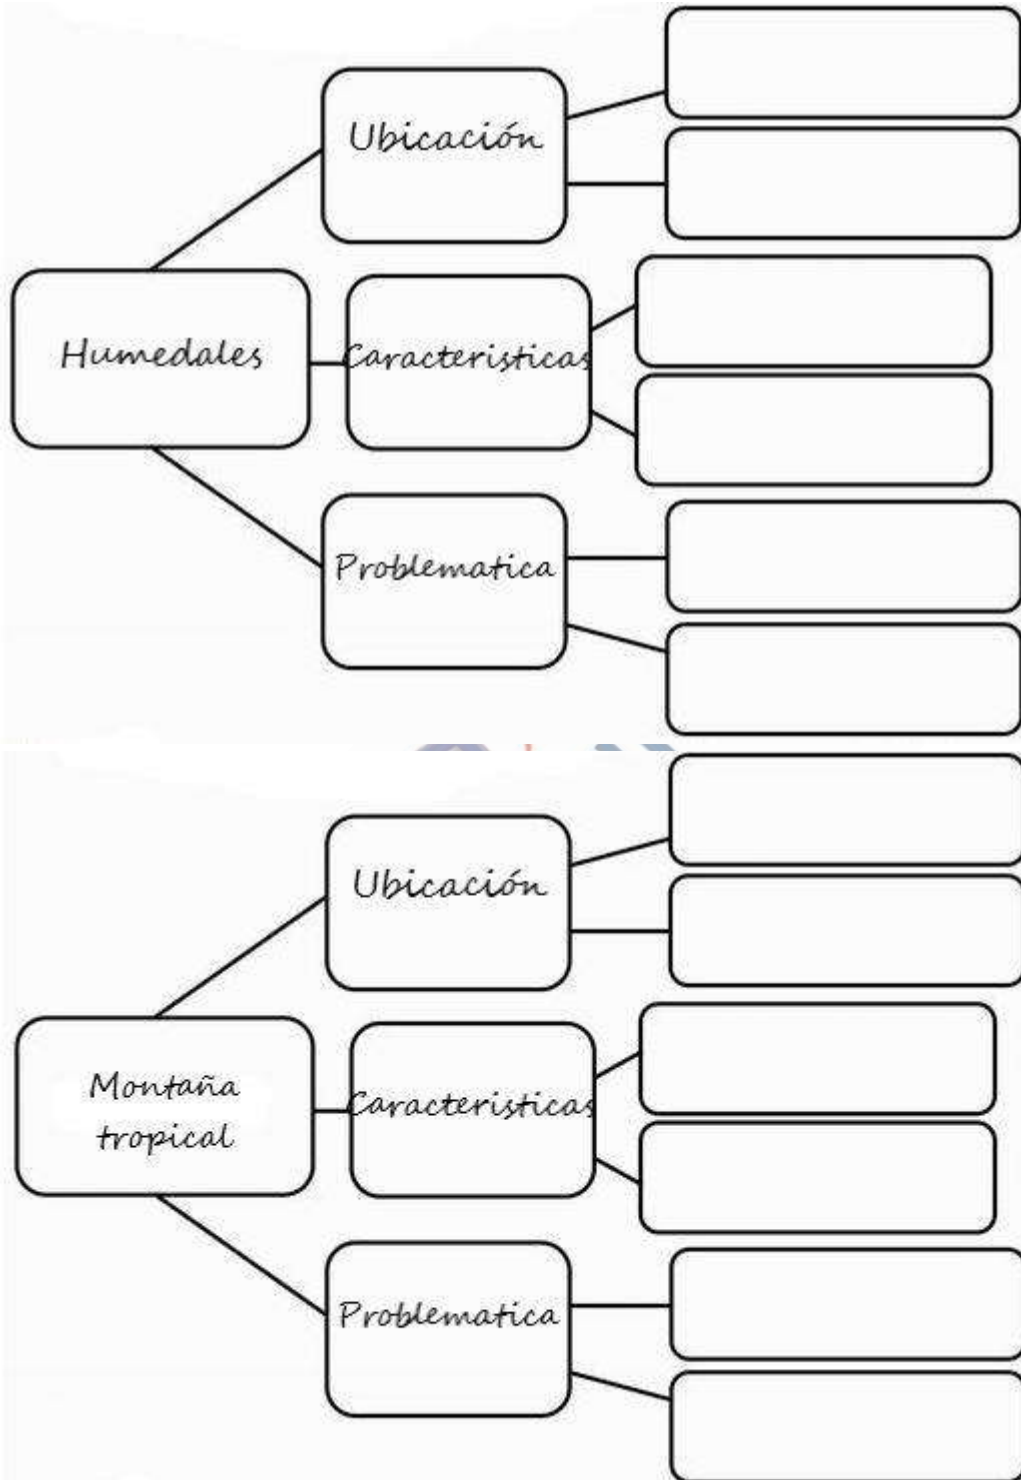 Ubicación
Humedales
Caracteristicas
Problematica
Ubicación
Montaña
tropical
Caracteristicas
Problematica